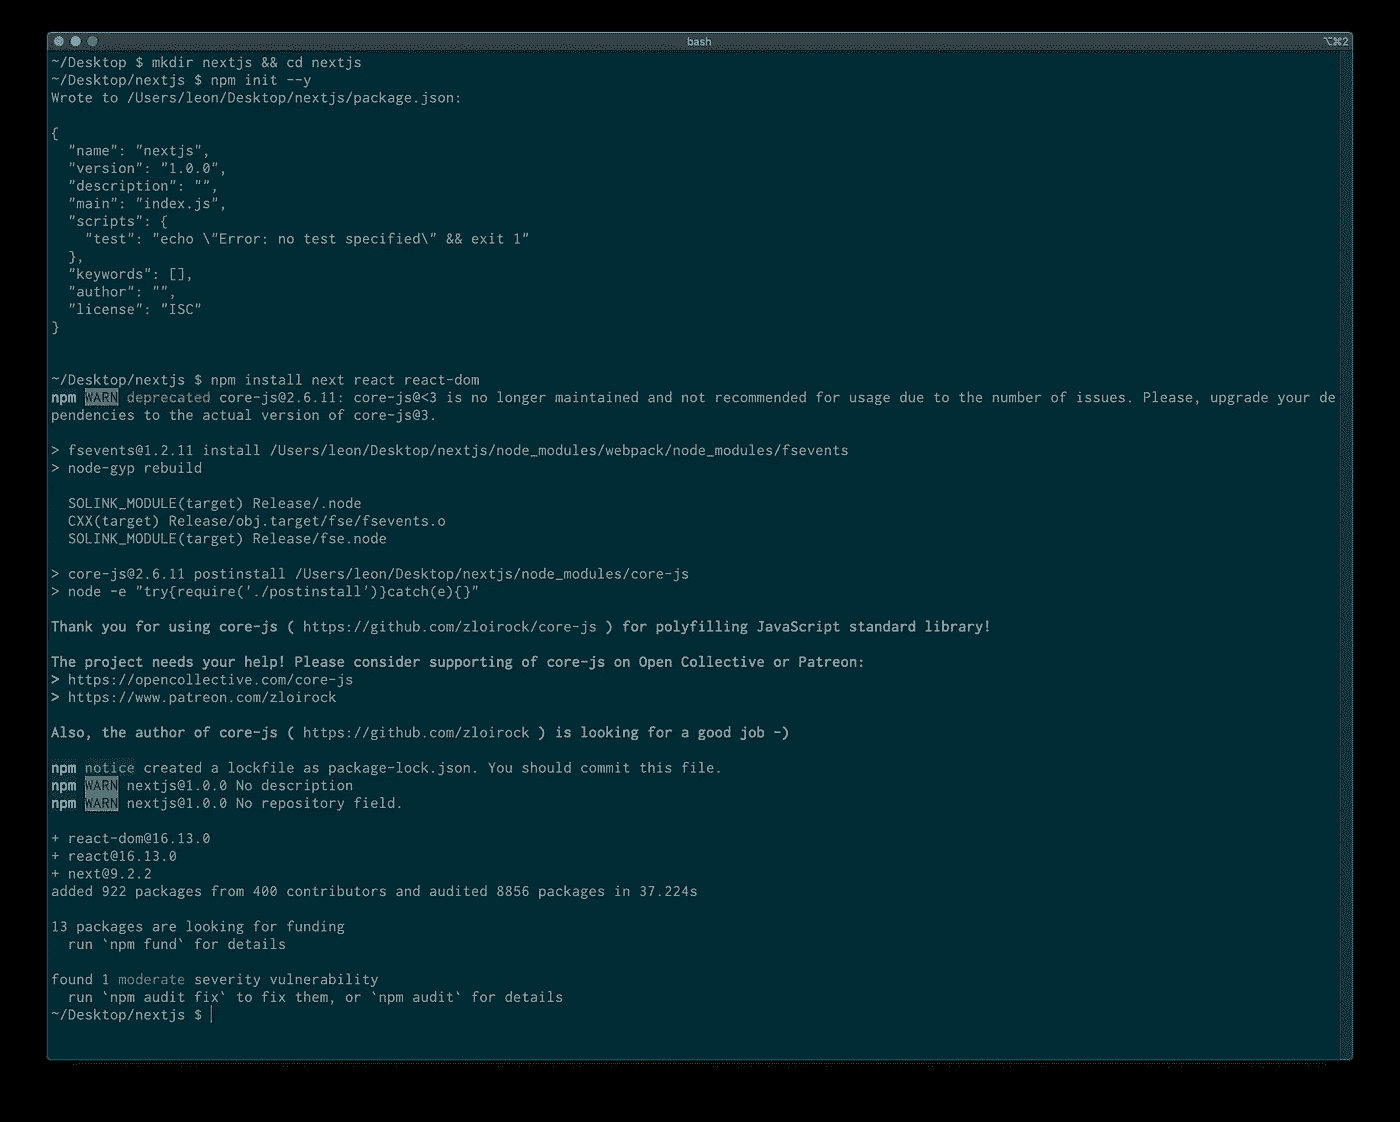 bash
⌥⌘2
~/Desktop $ mkdir nextjs && cd nextjs
~/Desktop/nextjs $ npm init --y
Wrote to /Users/leon/Desktop/nextjs/package.json:
{
  "name": "nextjs",
  "version": "1.0.0",
  "description": "",
  "main": "index.js",
  "scripts": {
    "test": "echo \"Error: no test specified\" && exit 1"
  },
  "keywords": [],
  "author": "",
  "license": "ISC"
}
~/Desktop/nextjs $ npm install next react react-dom
npm WARN deprecated core-js@2.6.11: core-js@<3 is no longer maintained and not recommended for usage due to the number of issues. Please, upgrade your de
pendencies to the actual version of core-js@3.
> fsevents@1.2.11 install /Users/leon/Desktop/nextjs/node_modules/webpack/node_modules/fsevents
> node-gyp rebuild
  SOLINK_MODULE(target) Release/.node
  CXX(target) Release/obj.target/fse/fsevents.o
  SOLINK_MODULE(target) Release/fse.node
> core-js@2.6.11 postinstall /Users/leon/Desktop/nextjs/node_modules/core-js
> node -e "try{require('./postinstall')}catch(e){}"
Thank you for using core-js ( https://github.com/zloirock/core-js ) for polyfilling JavaScript standard library!
The project needs your help! Please consider supporting of core-js on Open Collective or Patreon:
> https://opencollective.com/core-js
> https://www.patreon.com/zloirock
Also, the author of core-js ( https://github.com/zloirock ) is looking for a good job -)
npm notice created a lockfile as package-lock.json. You should commit this file.
npm WARN nextjs@1.0.0 No description
npm WARN nextjs@1.0.0 No repository field.
+ react-dom@16.13.0
+ react@16.13.0
+ next@9.2.2
added 922 packages from 400 contributors and audited 8856 packages in 37.224s
13 packages are looking for funding
  run `npm fund` for details
found 1 moderate severity vulnerability
  run `npm audit fix` to fix them, or `npm audit` for details
~/Desktop/nextjs $